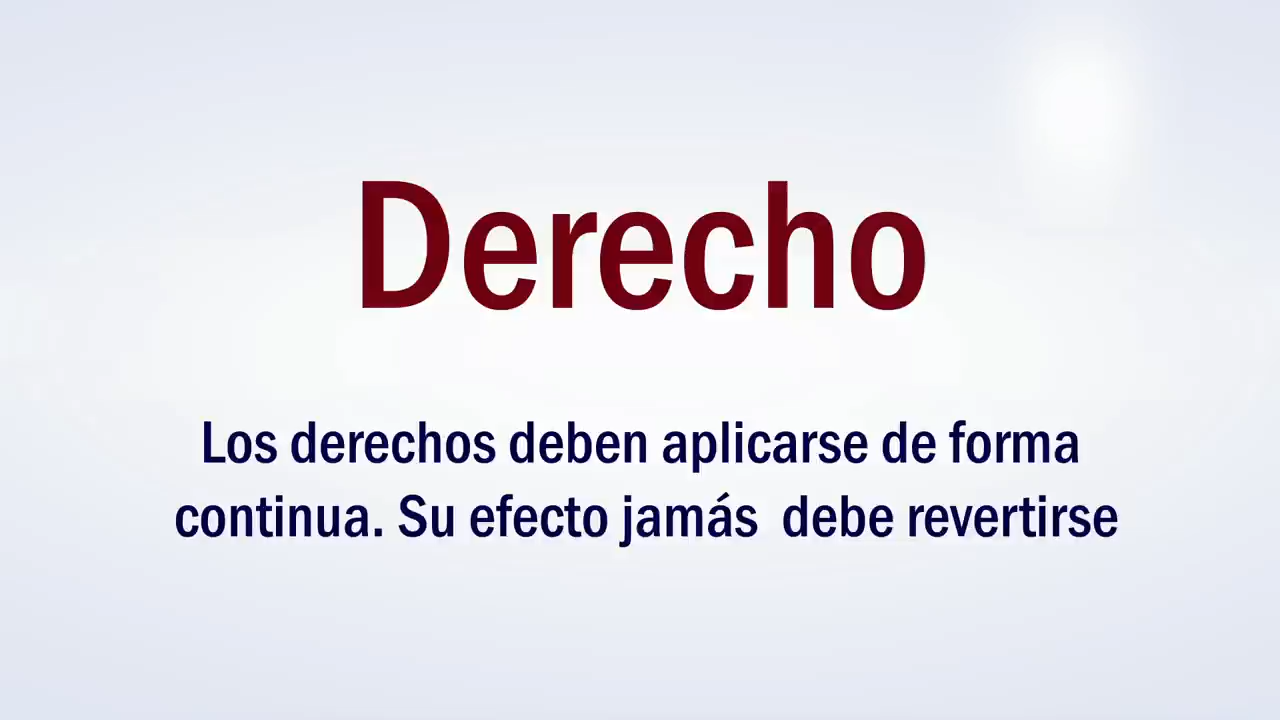 Derecho
Los derechos deben aplicarse de forma
continua. Su efecto jamás  debe revertirse